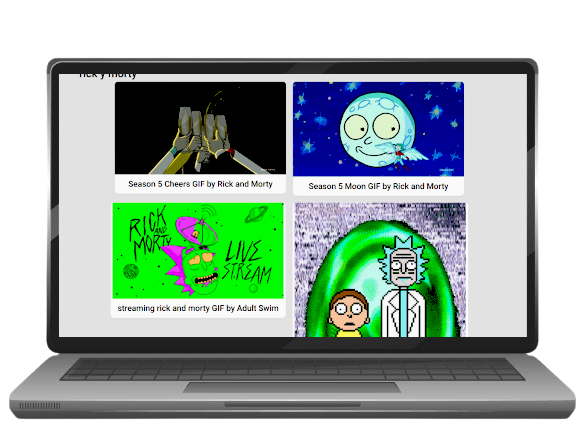 rick y morty
Season 5 Cheers GIF by Rick and Morty
Season 5 Moon GIF by Rick and Morty
RICK
AND
MORTY
LIVE
STREAM
streaming rick and morty GIF by Adult Swim